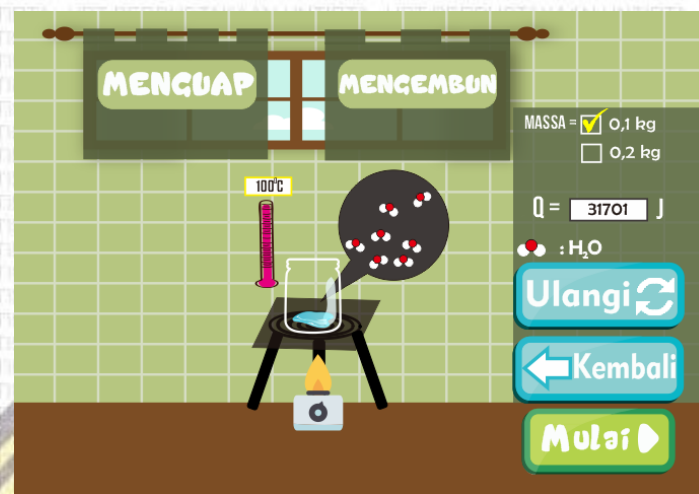 MENGUAP
MENGEMBUN
MASSA = 0,1 kg
0,2 kg
100°C
Q = 31701 J
: H₂O
Ulangi
Kembali
Mulai